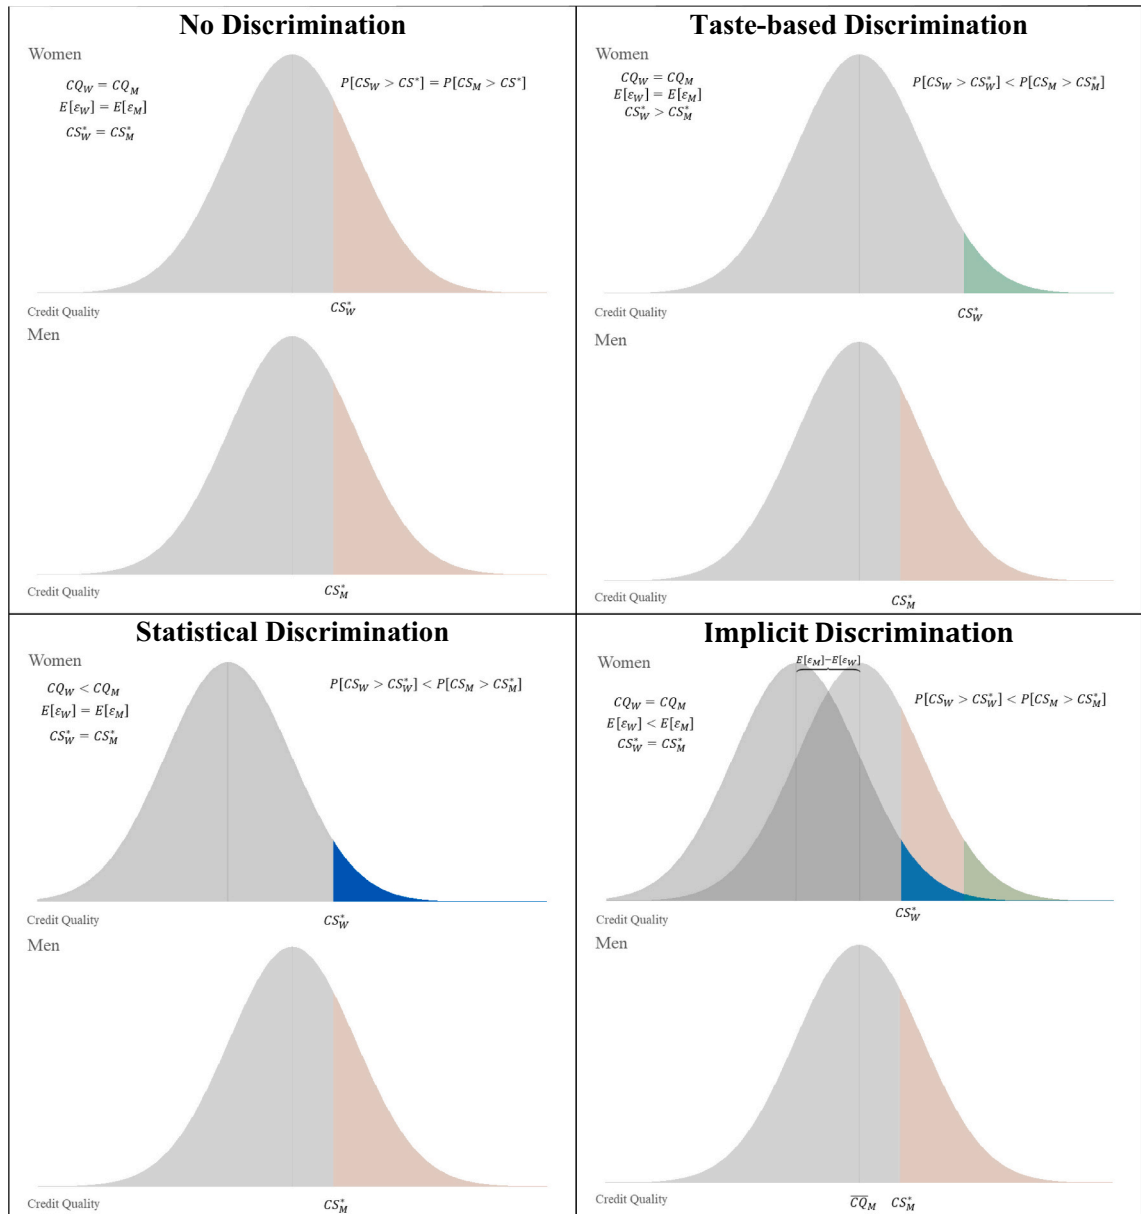 No Discrimination
Women
CQ_W = CQ_M
E[ε_W] = E[ε_M]
CS*_W = CS*_M
P[CS_W > CS*] = P[CS_M > CS*]
Credit Quality
CS*_W
Men
Credit Quality
CS*_M
Taste-based Discrimination
Women
CQ_W = CQ_M
E[ε_W] = E[ε_M]
CS*_W > CS*_M
P[CS_W > CS*_W] < P[CS_M > CS*_M]
Credit Quality
CS*_W
Men
Credit Quality
CS*_M
Statistical Discrimination
Women
CQ_W < CQ_M
E[ε_W] = E[ε_M]
CS*_W = CS*_M
P[CS_W > CS*_W] < P[CS_M > CS*_M]
Credit Quality
CS*_W
Men
Credit Quality
CS*_M
Implicit Discrimination
Women
E[ε_M]−E[ε_W]
CQ_W = CQ_M
E[ε_W] < E[ε_M]
CS*_W = CS*_M
P[CS_W > CS*_W] < P[CS_M > CS*_M]
Credit Quality
CS*_W
Men
Credit Quality
C̅Q̅_M CS*_M